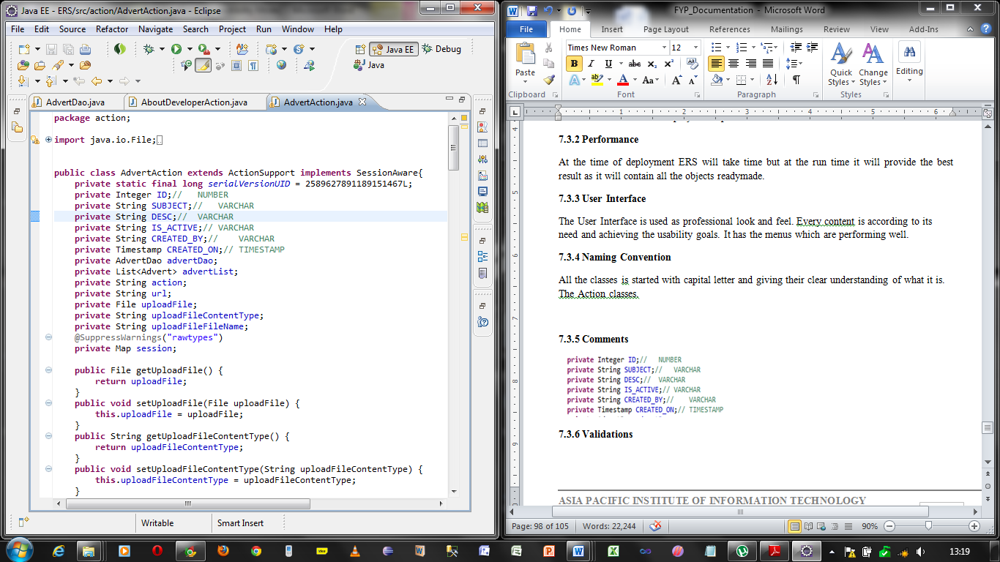 Java EE - ERS/src/action/AdvertAction.java - Eclipse
File Edit Source Refactor Navigate Search Project Run Window Help
Java EE Debug
Java
AdvertDao.java AboutDeveloperAction.java AdvertAction.java
package action;
import java.io.File;
public class AdvertAction extends ActionSupport implements SessionAware{
private static final long serialVersionUID = 2589627891189151467L;
private Integer ID;// NUMBER
private String SUBJECT;// VARCHAR
private String DESC;// VARCHAR
private String IS_ACTIVE;// VARCHAR
private String CREATED_BY;// VARCHAR
private Timestamp CREATED_ON;// TIMESTAMP
private AdvertDao advertDao;
private List<Advert> advertList;
private String action;
private String url;
private File uploadFile;
private String uploadFileContentType;
private String uploadFileFileName;
@SuppressWarnings("rawtypes")
private Map session;
public File getUploadFile() {
return uploadFile;
}
public void setUploadFile(File uploadFile) {
this.uploadFile = uploadFile;
}
public String getUploadFileContentType() {
return uploadFileContentType;
}
public void setUploadFileContentType(String uploadFileContentType) {
this.uploadFileContentType = uploadFileContentType;
}
Writable Smart Insert
FYP_Documentation - Microsoft Word
File Home Insert Page Layout References Mailings Review View Add-Ins
Times New Roman 12
Paste
Quick Styles
Change Styles
Editing
Clipboard Font Paragraph Styles
1 2 3 4 5 6
4
5
6
7
8
9
7.3.2 Performance
At the time of deployment ERS will take time but at the run time it will provide the best
result as it will contain all the objects readymade.
7.3.3 User Interface
The User Interface is used as professional look and feel. Every content is according to its
need and achieving the usability goals. It has the menus which are performing well.
7.3.4 Naming Convention
All the classes is started with capital letter and giving their clear understanding of what it is.
The Action classes.
7.3.5 Comments
private Integer ID;// NUMBER
private String SUBJECT;// VARCHAR
private String DESC;// VARCHAR
private String IS_ACTIVE;// VARCHAR
private String CREATED_BY;// VARCHAR
private Timestamp CREATED_ON;// TIMESTAMP
7.3.6 Validations
ASIA PACIFIC INSTITUTE OF INFORMATION TECHNOLOGY
Page: 98 of 105 Words: 22,244 90%
13:19